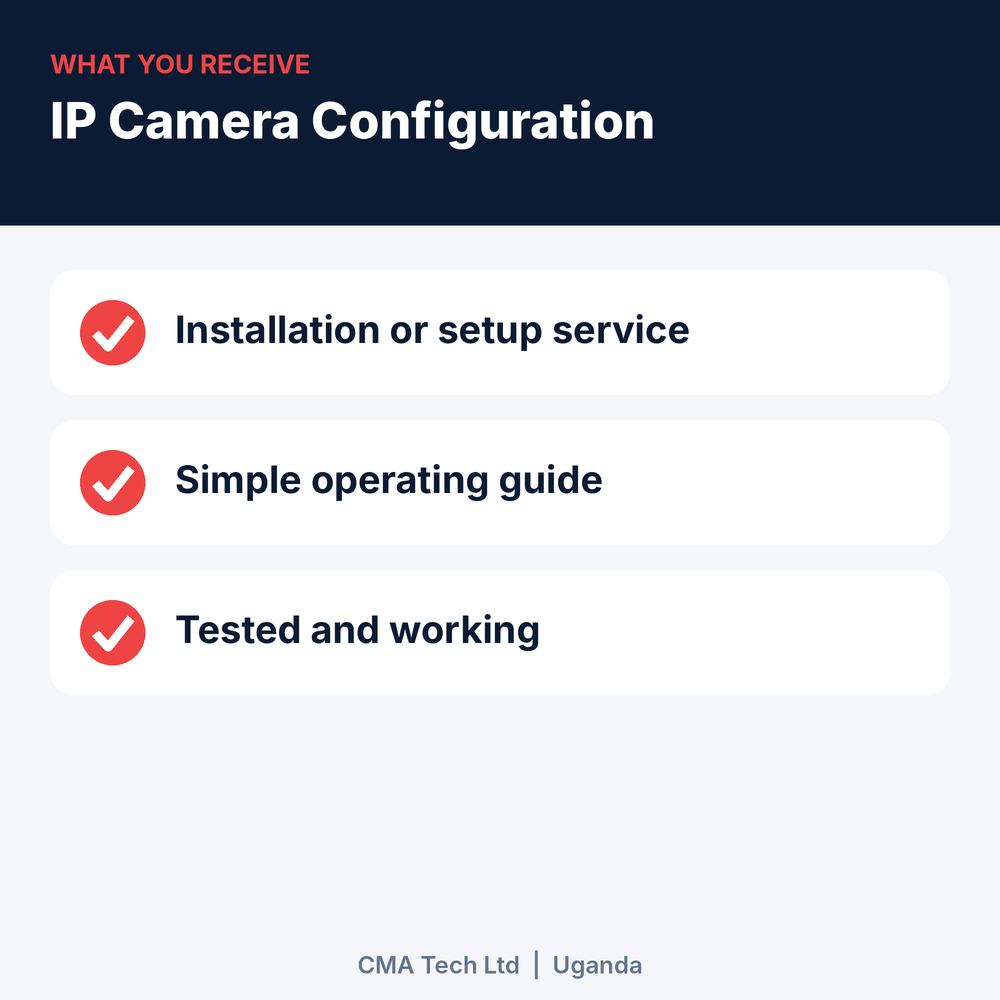 WHAT YOU RECEIVE
IP Camera Configuration
Installation or setup service
Simple operating guide
Tested and working
CMA Tech Ltd | Uganda